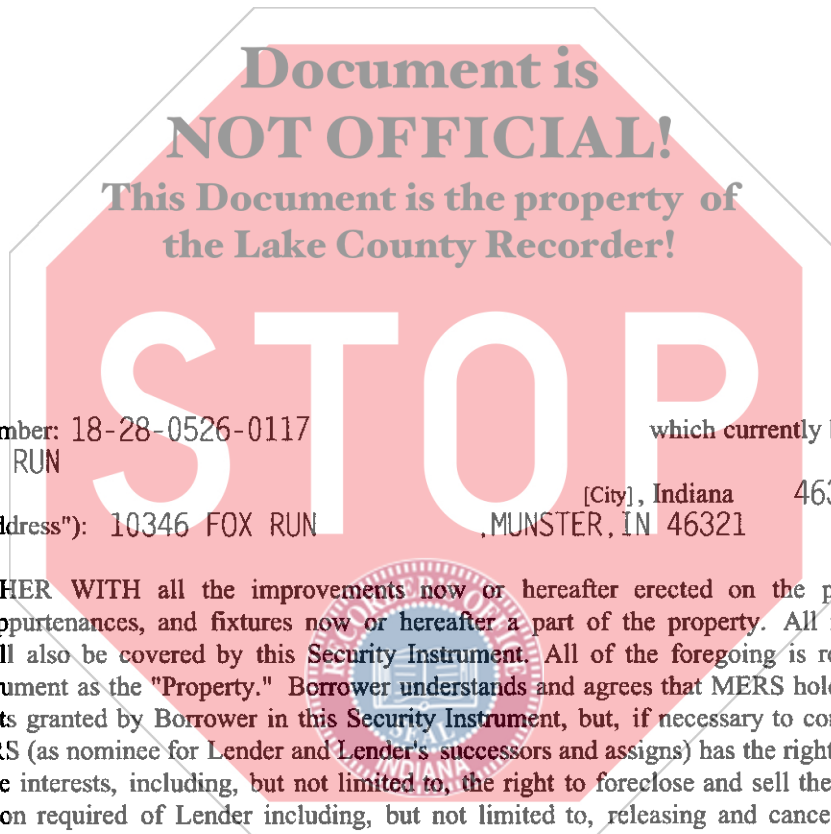 Document is
NOT OFFICIAL!
This Document is the property of
the Lake County Recorder!
STOP
mber: 18-28-0526-0117 which currently
RUN
[City], Indiana 463
ddress"): 10346 FOX RUN ,MUNSTER, IN 46321
HER WITH all the improvements now or hereafter erected on the p
ppurtenances, and fixtures now or hereafter a part of the property. All
ll also be covered by this Security Instrument. All of the foregoing is re
ument as the "Property." Borrower understands and agrees that MERS hold
ts granted by Borrower in this Security Instrument, but, if necessary to co
RS (as nominee for Lender and Lender's successors and assigns) has the right
e interests, including, but not limited to, the right to foreclose and sell the
on required of Lender including, but not limited to, releasing and cance
SEAL
INDIANA